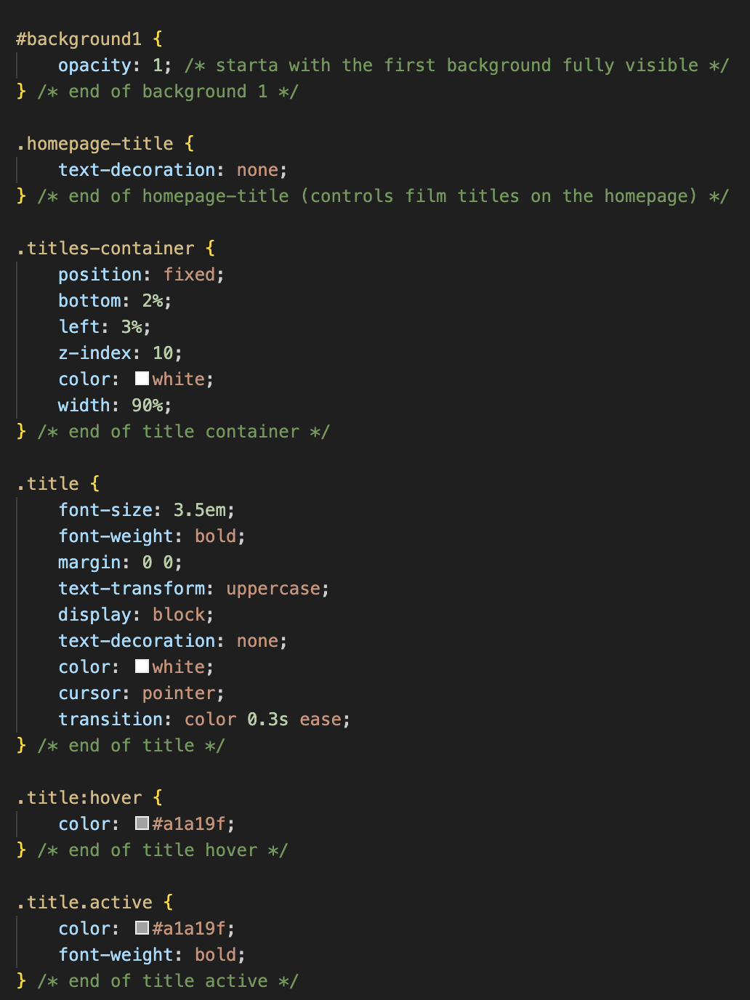 #background1 {
    opacity: 1; /* starta with the first background fully visible */
} /* end of background 1 */

.homepage-title {
    text-decoration: none;
} /* end of homepage-title (controls film titles on the homepage) */

.titles-container {
    position: fixed;
    bottom: 2%;
    left: 3%;
    z-index: 10;
    color: white;
    width: 90%;
} /* end of title container */

.title {
    font-size: 3.5em;
    font-weight: bold;
    margin: 0 0;
    text-transform: uppercase;
    display: block;
    text-decoration: none;
    color: white;
    cursor: pointer;
    transition: color 0.3s ease;
} /* end of title */

.title:hover {
    color: #a1a19f;
} /* end of title hover */

.title.active {
    color: #a1a19f;
    font-weight: bold;
} /* end of title active */